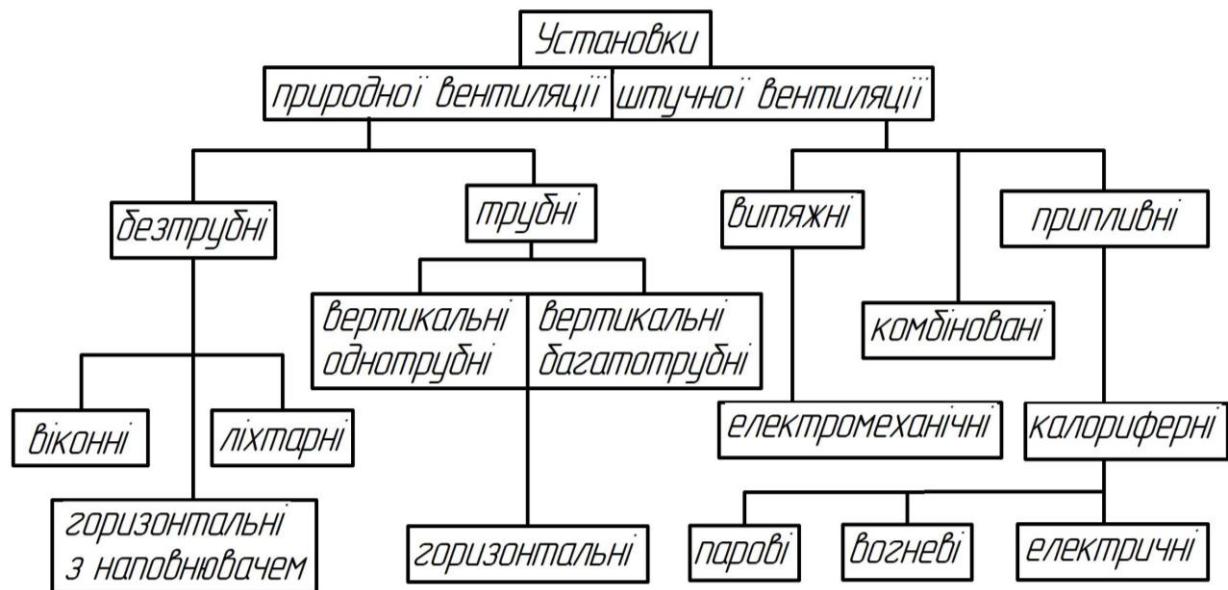 Установки
природної вентиляції штучної вентиляції
безтрубні
трубні
витяжні
припливні
вертикальні
однотрубні
вертикальні
багатотрубні
комбіновані
віконні
ліхтарні
електромеханічні
калориферні
горизонтальні
з наповнювачем
горизонтальні
парові
вогневі
електричні